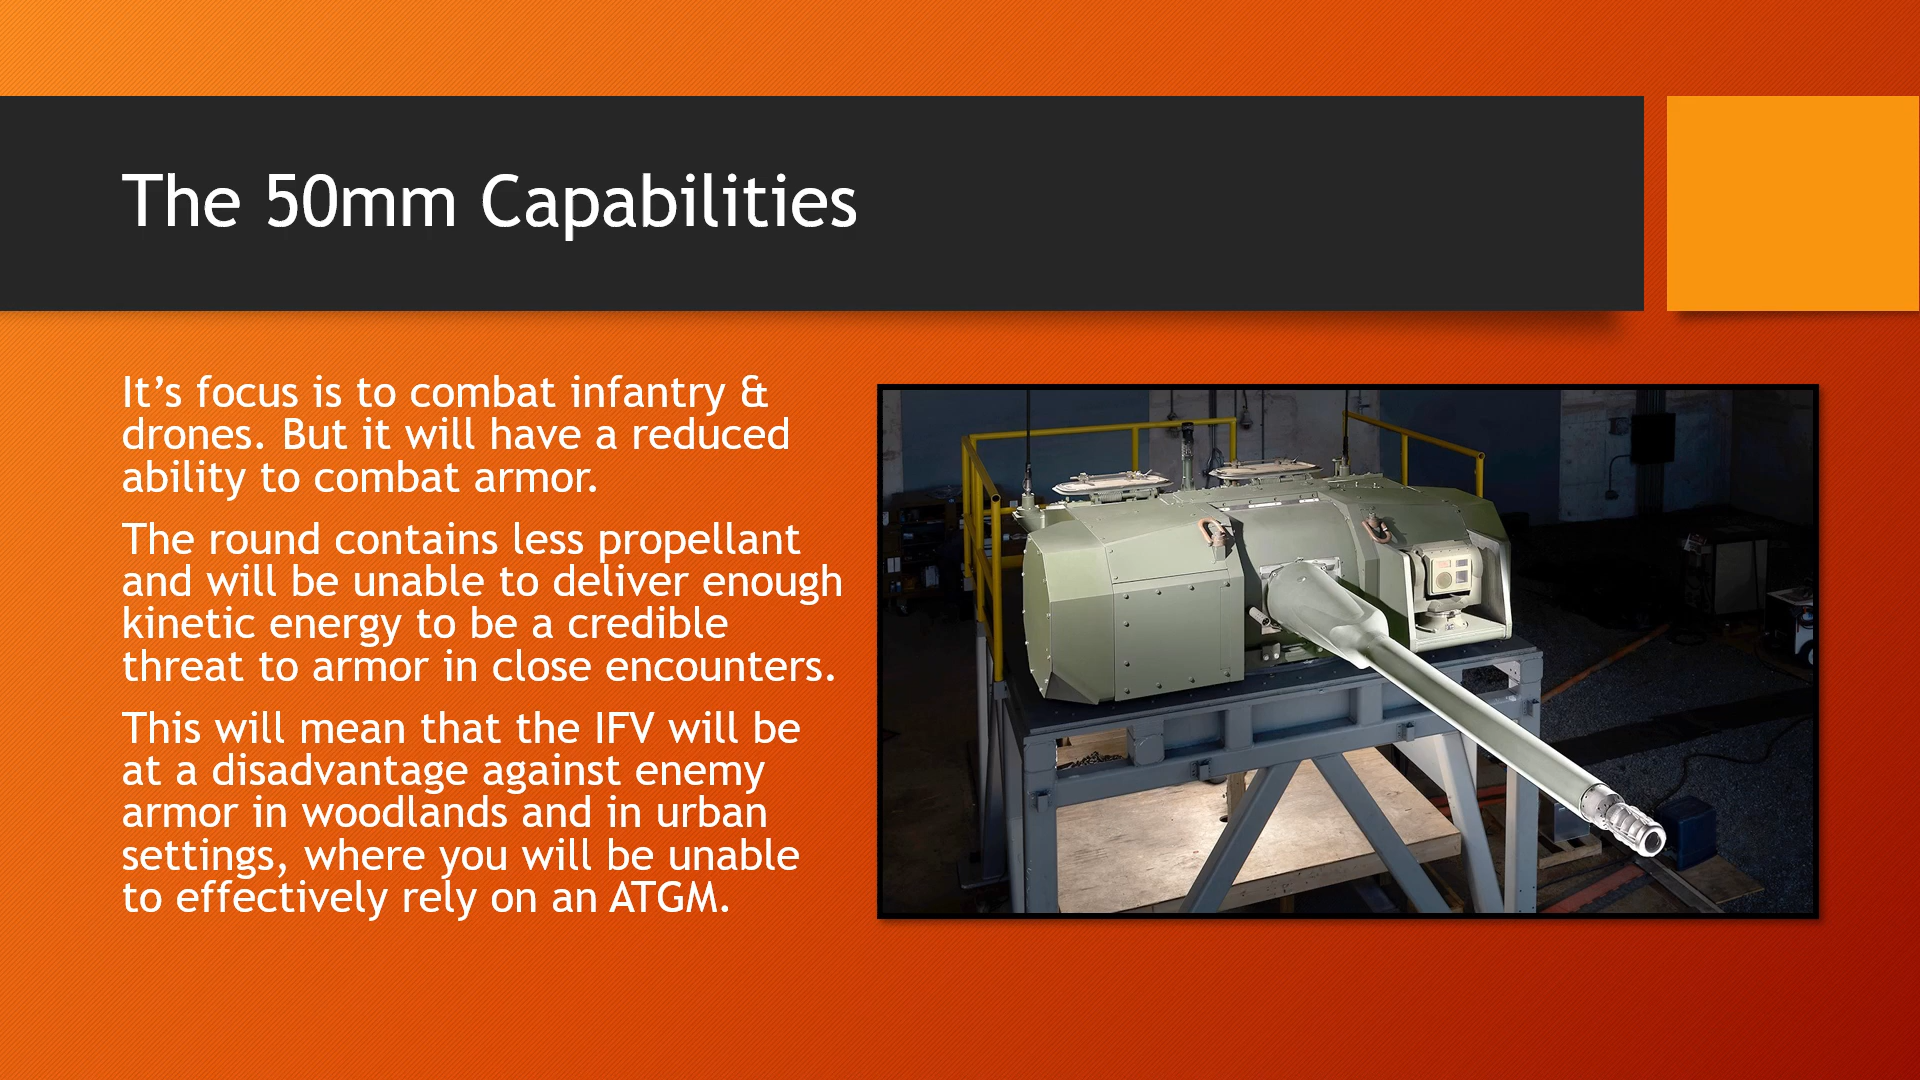 The 50mm Capabilities
It’s focus is to combat infantry &
drones. But it will have a reduced
ability to combat armor.
The round contains less propellant
and will be unable to deliver enough
kinetic energy to be a credible
threat to armor in close encounters.
This will mean that the IFV will be
at a disadvantage against enemy
armor in woodlands and in urban
settings, where you will be unable
to effectively rely on an ATGM.